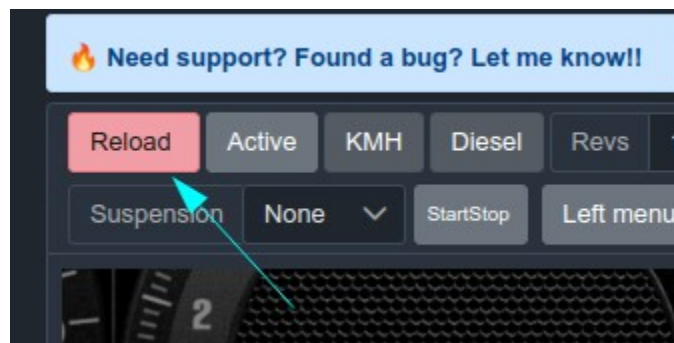 🔥 Need support? Found a bug? Let me know!!
Reload Active KMH Diesel Revs
Suspension None StartStop Left menu
2